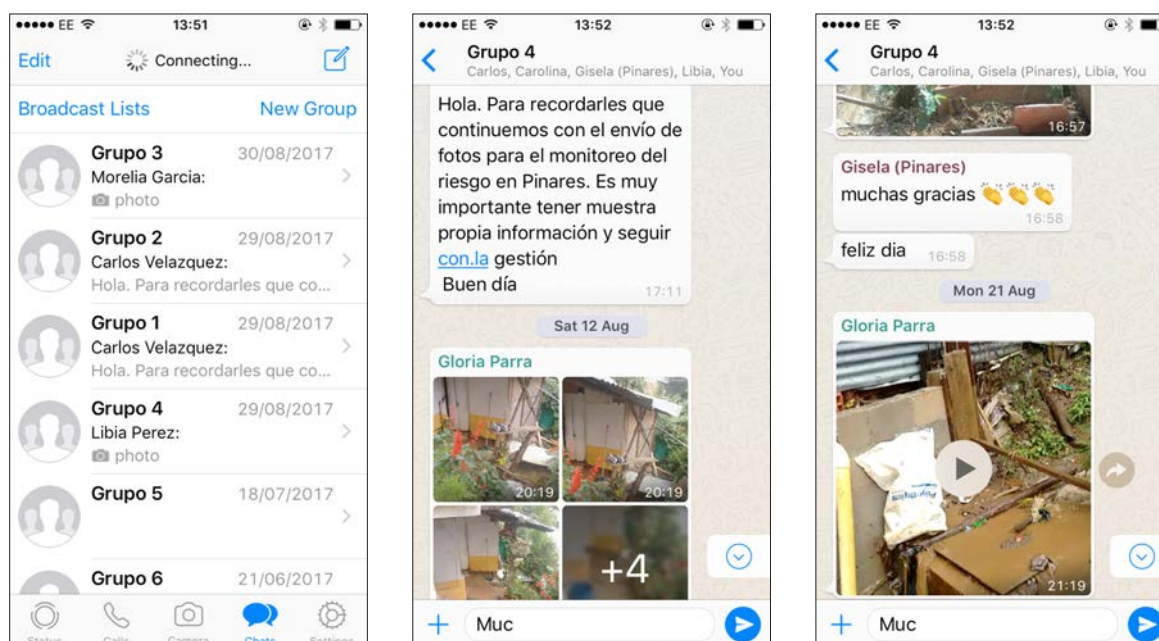 EE 13:51
Edit Connecting...
Broadcast Lists New Group
Grupo 3 30/08/2017
Morelia Garcia:
photo
Grupo 2 29/08/2017
Carlos Velazquez:
Hola. Para recordarles que co...
Grupo 1 29/08/2017
Carlos Velazquez:
Hola. Para recordarles que co...
Grupo 4 29/08/2017
Libia Perez:
photo
Grupo 5 18/07/2017
Grupo 6 21/06/2017
Status Calls Camera Chats Settings
EE 13:52
Grupo 4
Carlos, Carolina, Gisela (Pinares), Libia, You
Hola. Para recordarles que
continuemos con el envío de
fotos para el monitoreo del
riesgo en Pinares. Es muy
importante tener muestra
propia información y seguir
con.la gestión
Buen día
17:11
Sat 12 Aug
Gloria Parra
20:19 20:19
+4
Muc
EE 13:52
Grupo 4
Carlos, Carolina, Gisela (Pinares), Libia, You
16:57
Gisela (Pinares)
muchas gracias 👏👏👏
16:58
feliz dia 16:58
Mon 21 Aug
Gloria Parra
21:19
Muc